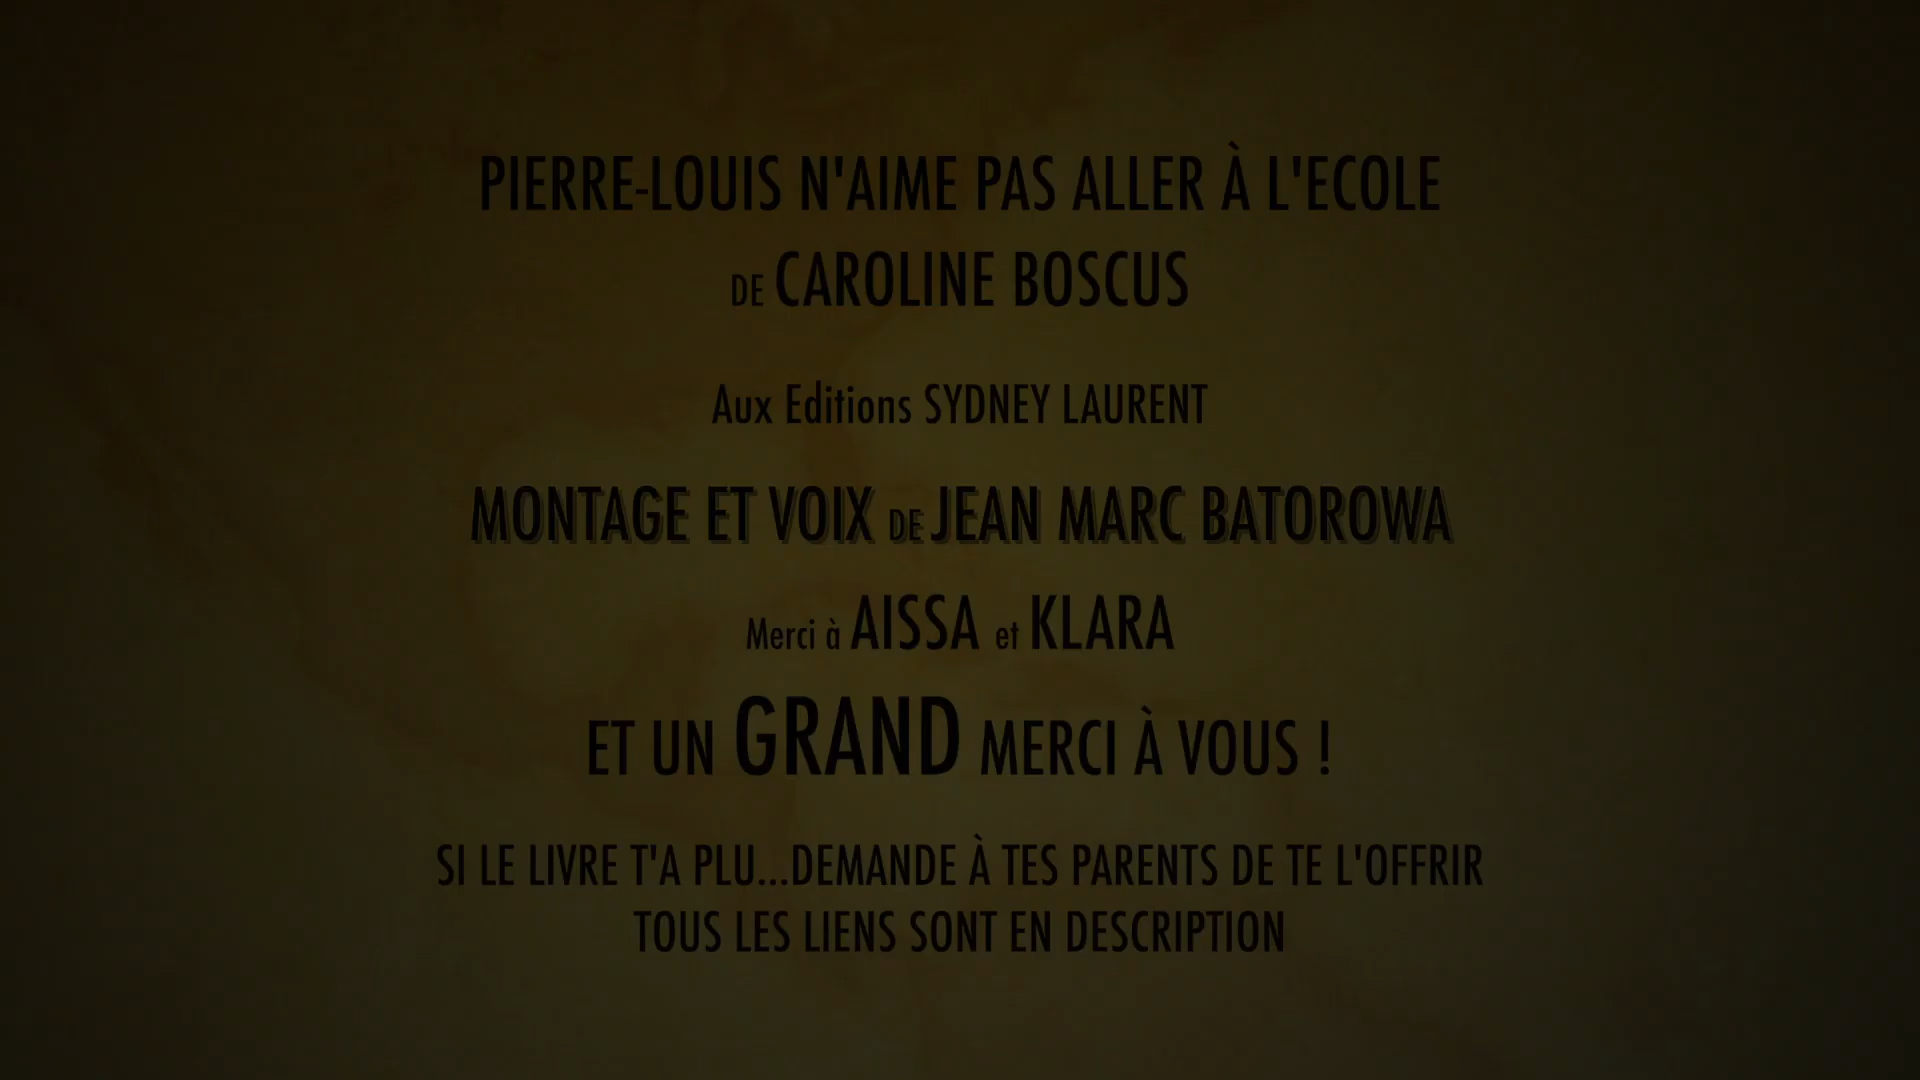 PIERRE-LOUIS N'AIME PAS ALLER À L'ECOLE
DE CAROLINE BOSCUS
Aux Editions SYDNEY LAURENT
MONTAGE ET VOIX DE JEAN MARC BATOROWA
Merci à AISSA et KLARA
ET UN GRAND MERCI À VOUS !
SI LE LIVRE T'A PLU...DEMANDE À TES PARENTS DE TE L'OFFRIR
TOUS LES LIENS SONT EN DESCRIPTION